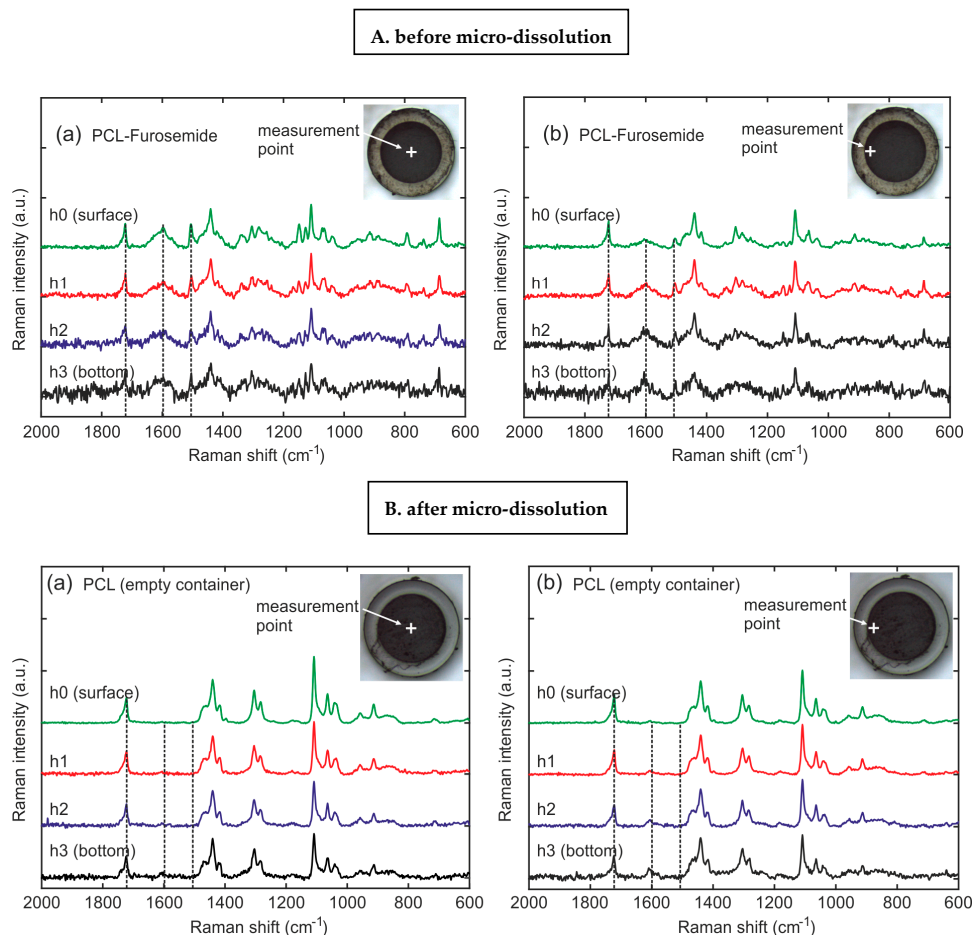 A. before micro-dissolution
(a) PCL-Furosemide
measurement
point
h0 (surface)
h1
h2
h3 (bottom)
Raman intensity (a.u.)
2000 1800 1600 1400 1200 1000 800 600
Raman shift (cm⁻¹)
(b) PCL-Furosemide
measurement
point
h0 (surface)
h1
h2
h3 (bottom)
Raman intensity (a.u.)
2000 1800 1600 1400 1200 1000 800 600
Raman shift (cm⁻¹)
B. after micro-dissolution
(a) PCL (empty container)
measurement
point
h0 (surface)
h1
h2
h3 (bottom)
Raman intensity (a.u.)
2000 1800 1600 1400 1200 1000 800 600
Raman shift (cm⁻¹)
(b) PCL (empty container)
measurement
point
h0 (surface)
h1
h2
h3 (bottom)
Raman intensity (a.u.)
2000 1800 1600 1400 1200 1000 800 600
Raman shift (cm⁻¹)